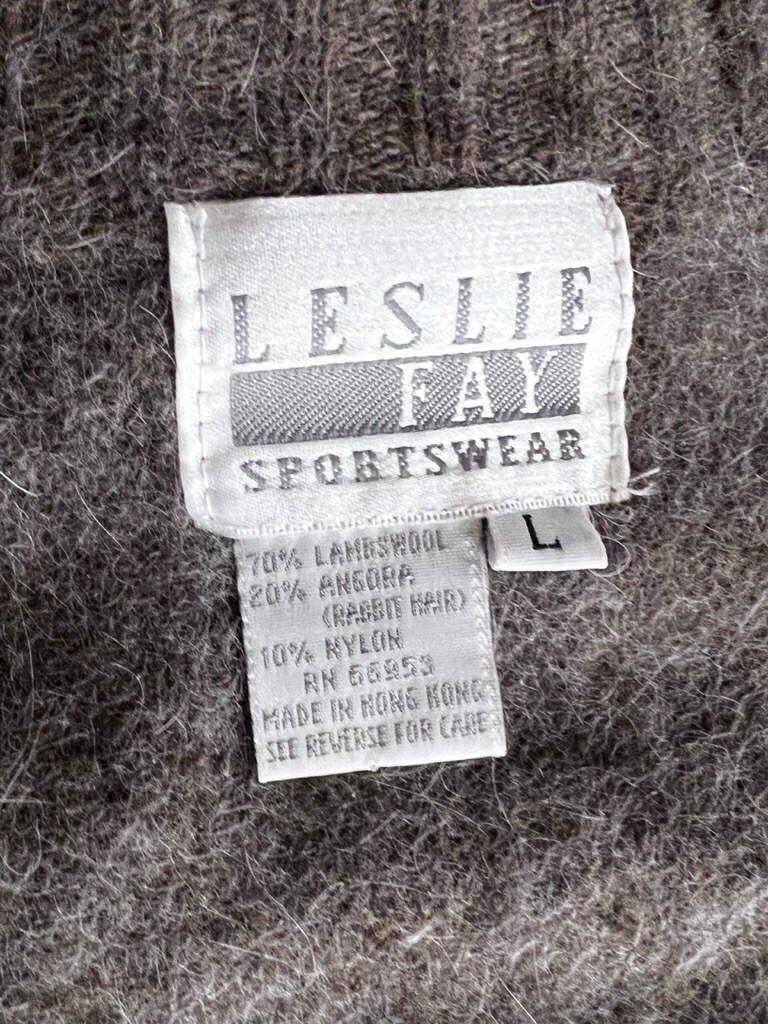 LESLIE
FAY
SPORTSWEAR
L
70% LAMBSWOOL
20% ANGORA
(RABBIT HAIR)
10% NYLON
RN 66953
MADE IN HONG KONG
SEE REVERSE FOR CARE